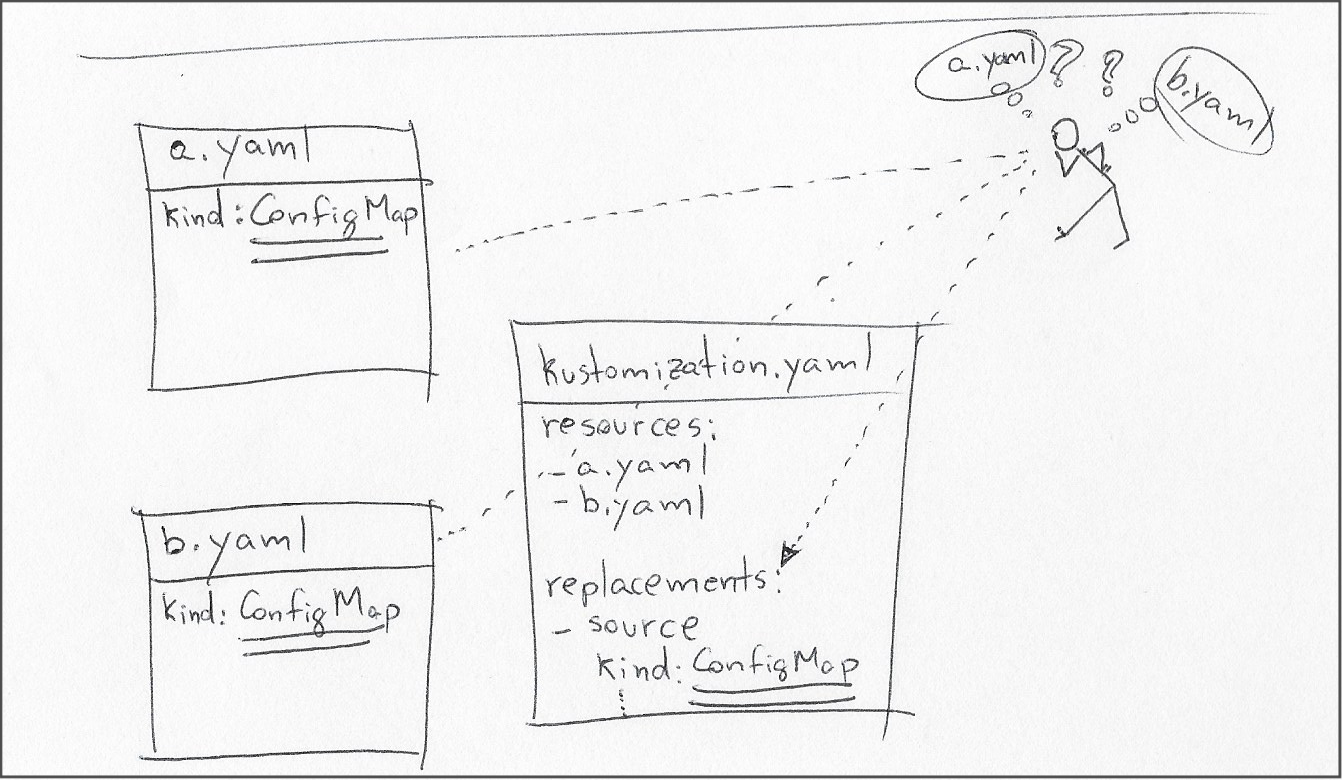 a.yaml ? ? b.yaml
a.yaml
kind: ConfigMap
kustomization.yaml
resources:
- a.yaml
- b.yaml
replacements:
- source
kind: ConfigMap
b.yaml
kind: ConfigMap